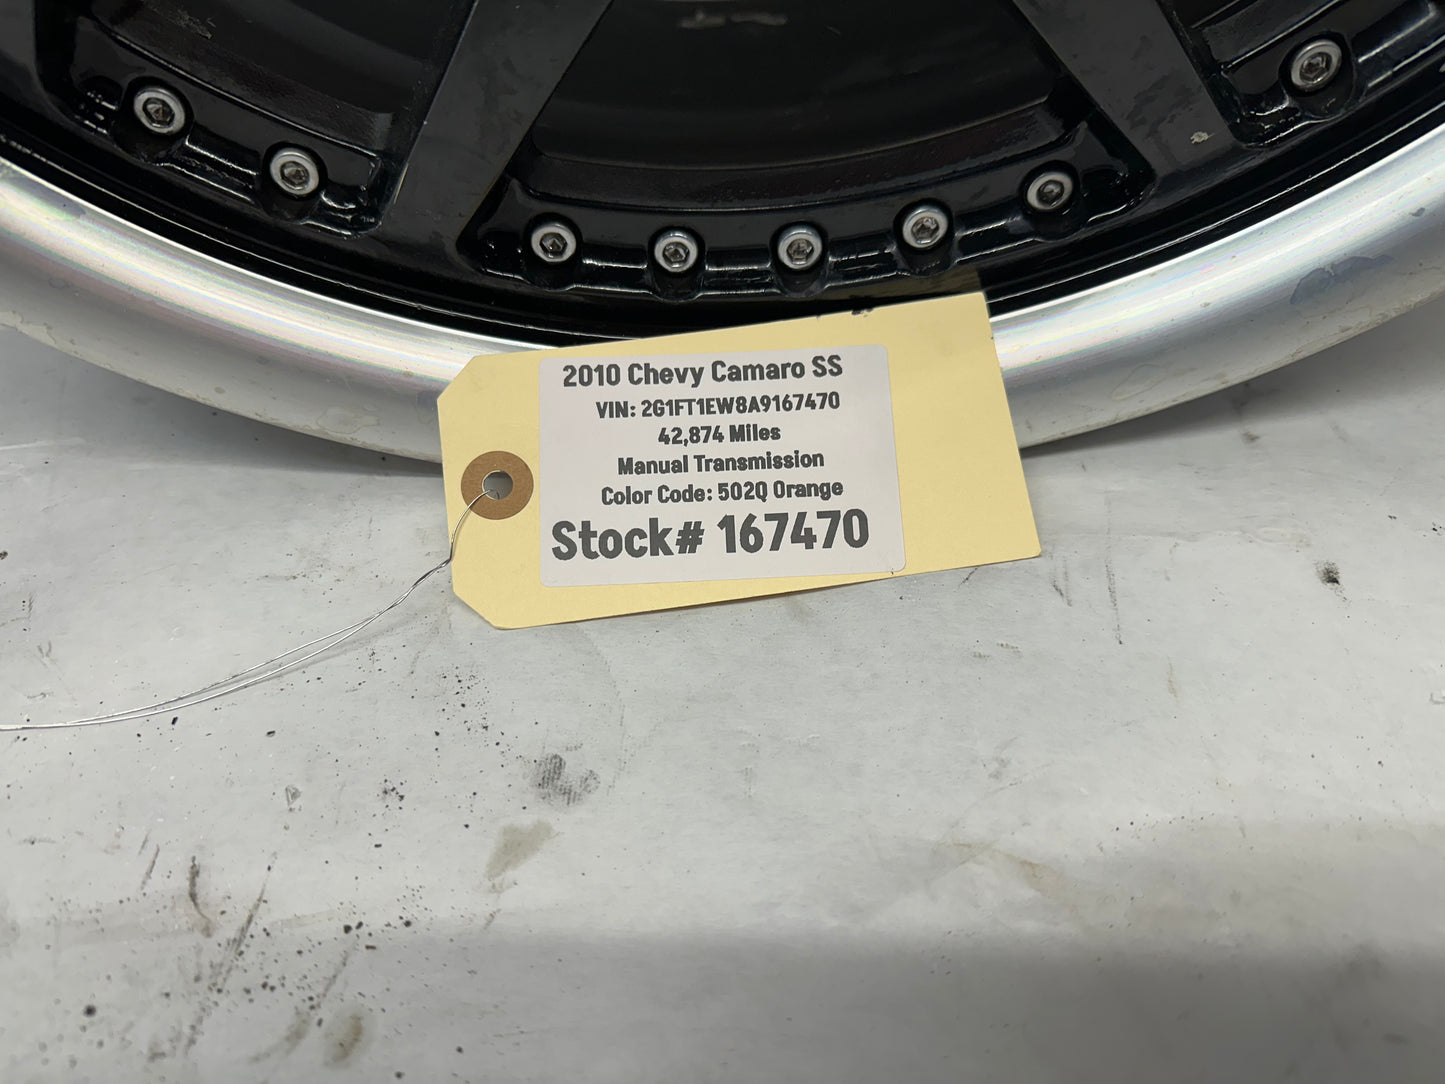 2010 Chevy Camaro SS
VIN: 2G1FT1EW8A9167470
42,874 Miles
Manual Transmission
Color Code: 502Q Orange
Stock# 167470